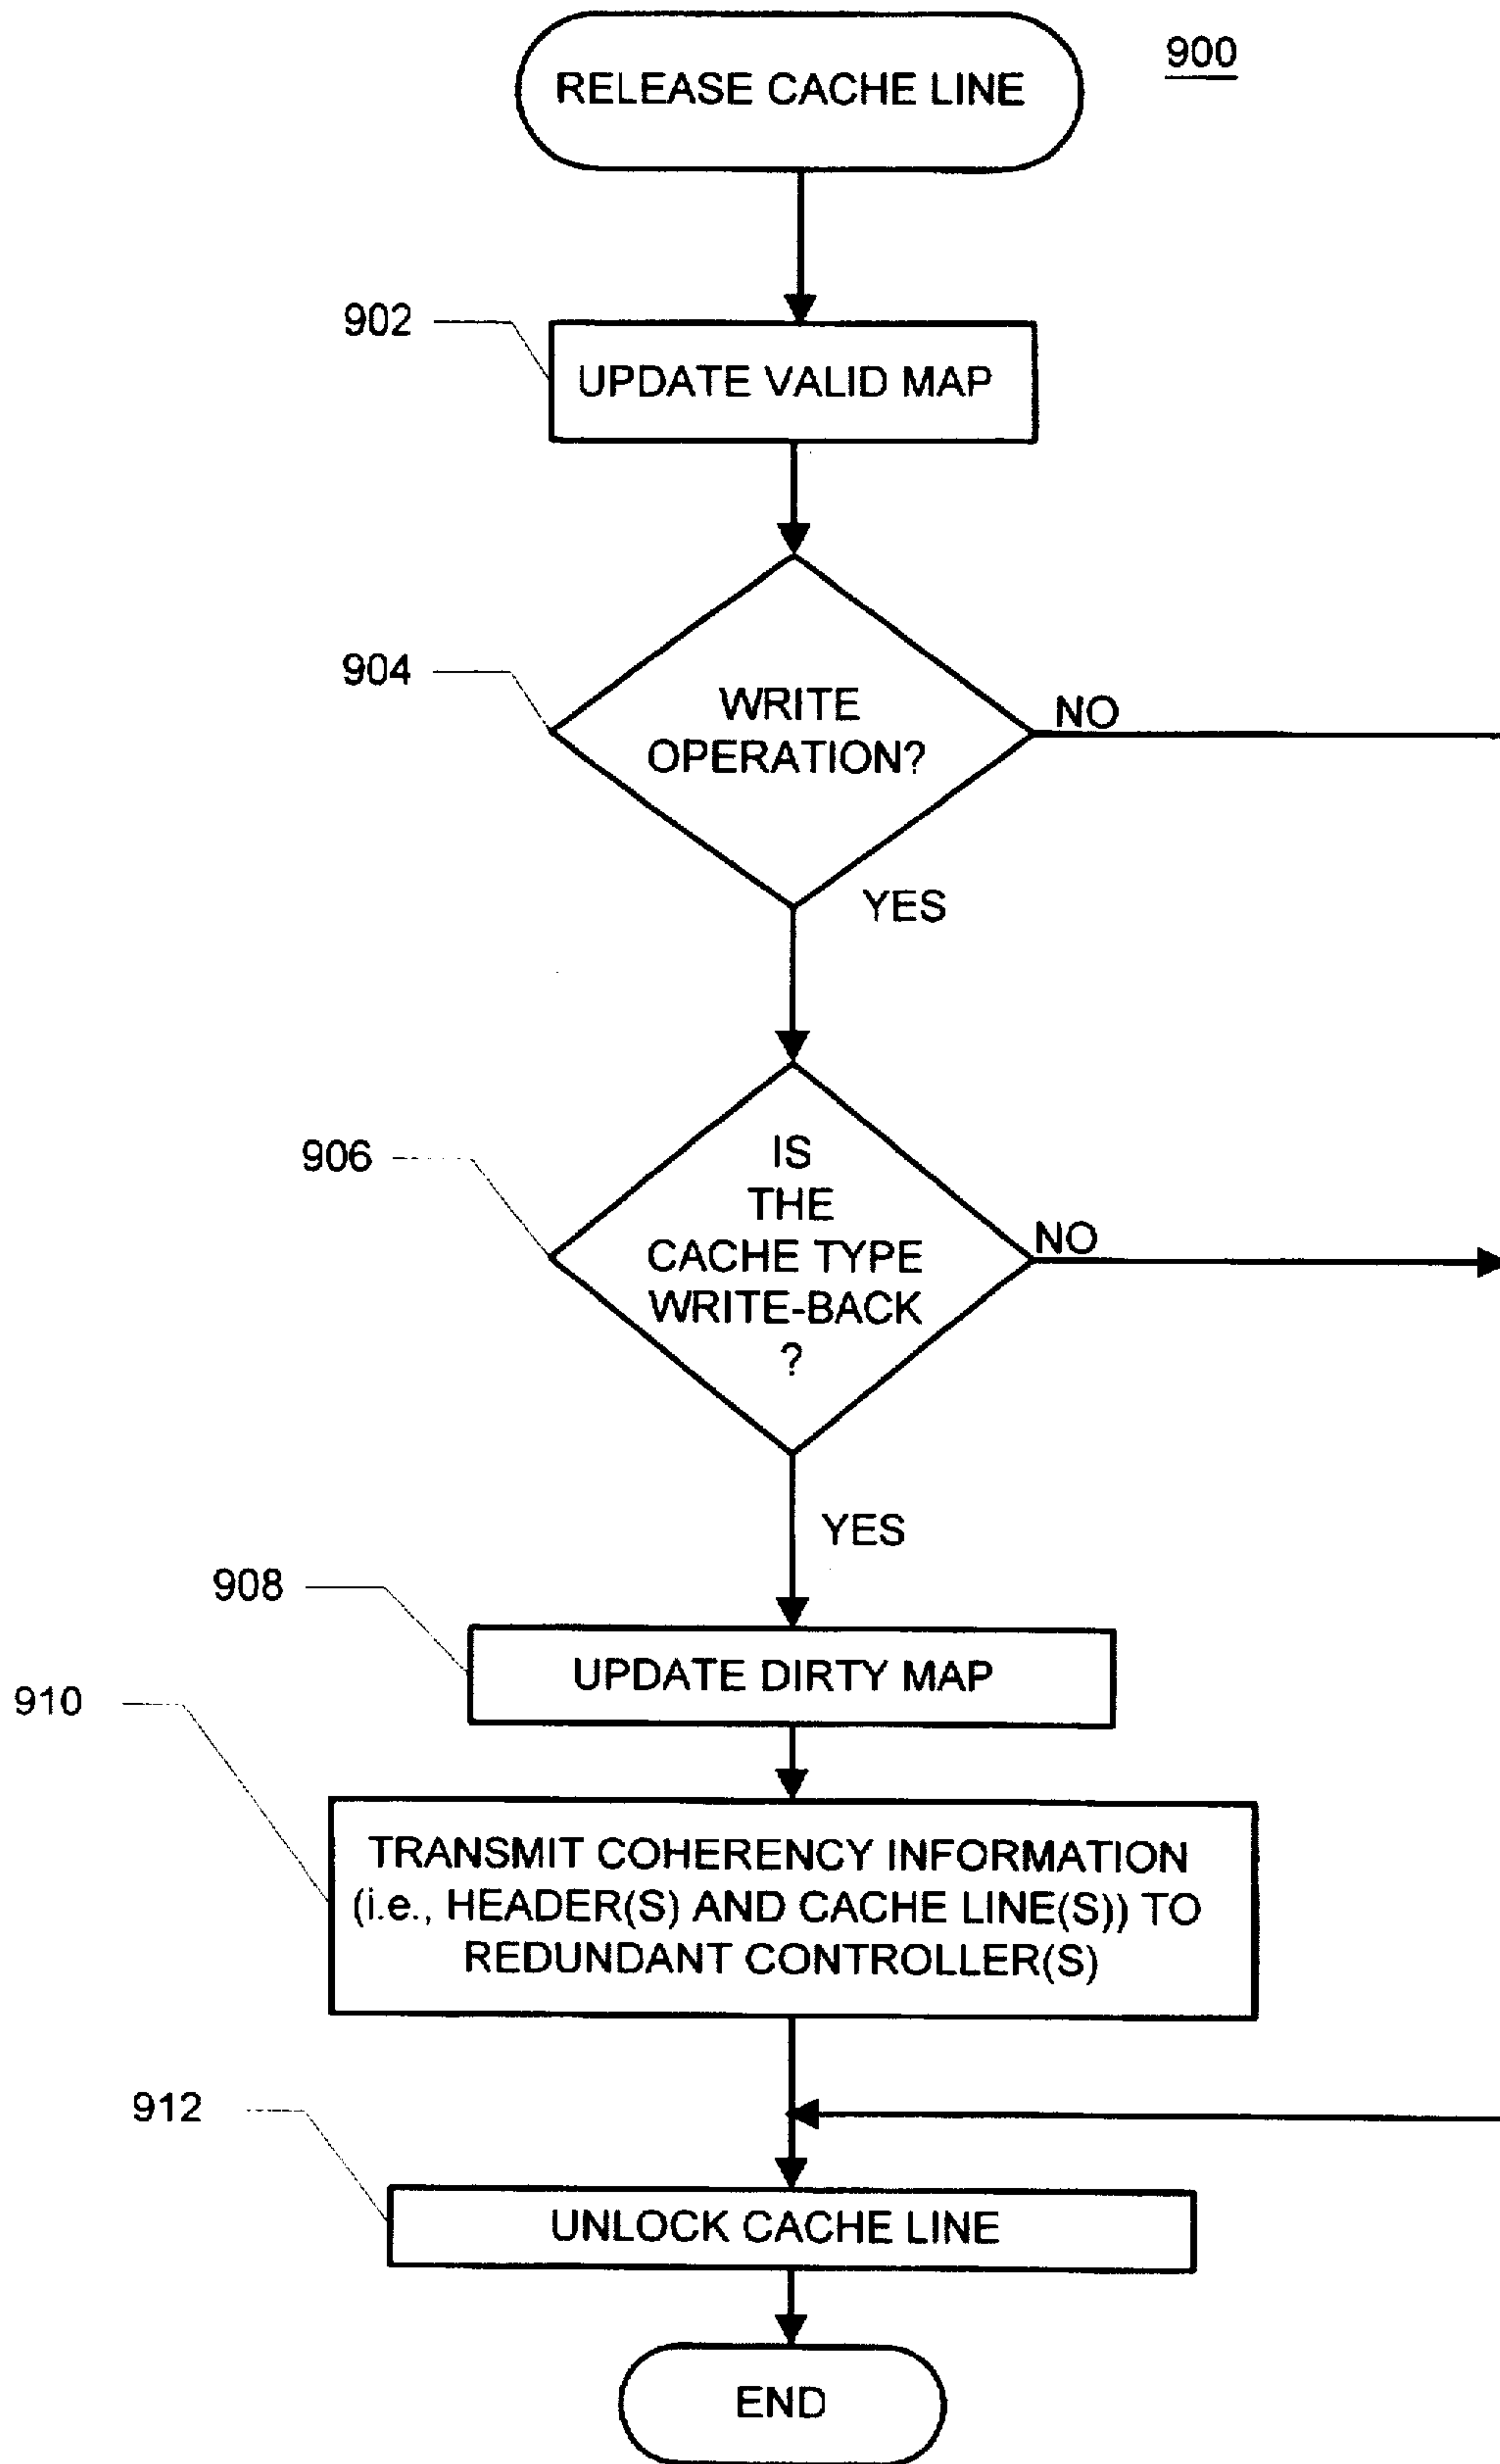 RELEASE CACHE LINE
900
902
UPDATE VALID MAP
904
WRITE
OPERATION?
NO
YES
906
IS
THE
CACHE TYPE
WRITE-BACK
?
NO
YES
908
UPDATE DIRTY MAP
910
TRANSMIT COHERENCY INFORMATION
(i.e., HEADER(S) AND CACHE LINE(S)) TO
REDUNDANT CONTROLLER(S)
912
UNLOCK CACHE LINE
END